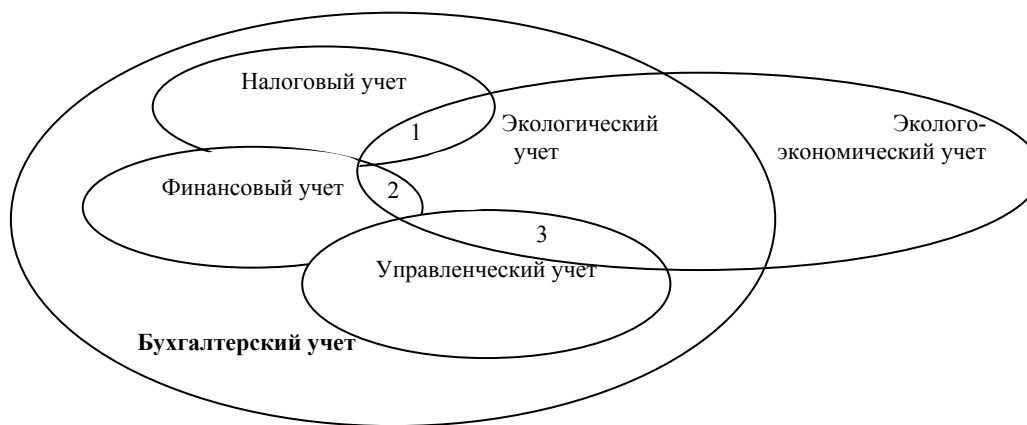 Налоговый учет
1
Экологический
учет
Эколого-
экономический учет
Финансовый учет
2
3
Управленческий учет
Бухгалтерский учет